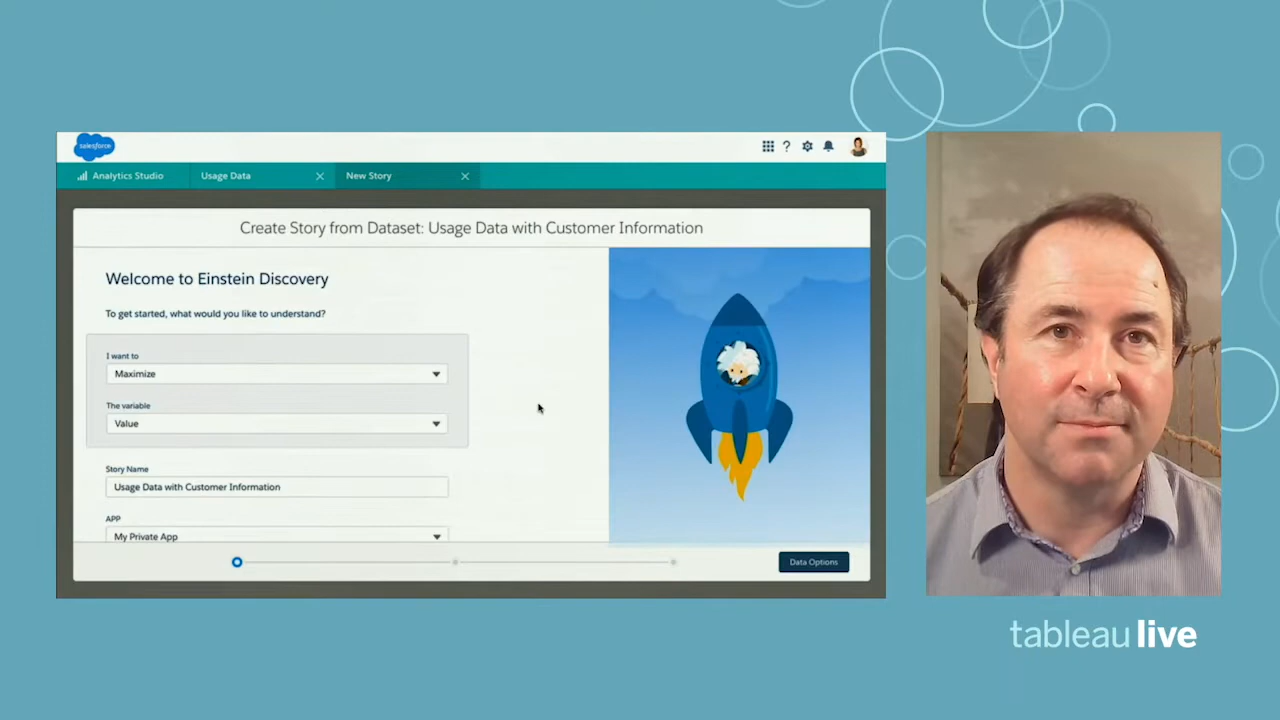 salesforce
Analytics Studio
Usage Data
New Story
Create Story from Dataset: Usage Data with Customer Information
Welcome to Einstein Discovery
To get started, what would you like to understand?
I want to
Maximize
The variable
Value
Story Name
Usage Data with Customer Information
APP
My Private App
Data Options
tableau live